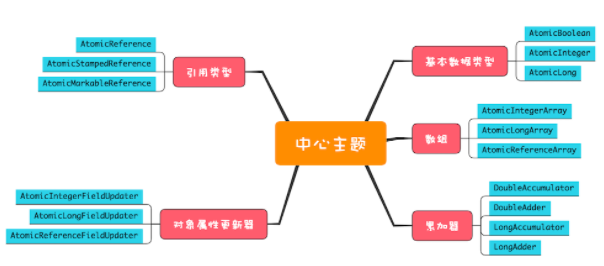 中心主题
基本数据类型
AtomicBoolean
AtomicInteger
AtomicLong
数组
AtomicIntegerArray
AtomicLongArray
AtomicReferenceArray
累加器
DoubleAccumulator
DoubleAdder
LongAccumulator
LongAdder
引用类型
AtomicReference
AtomicStampedReference
AtomicMarkableReference
对象属性更新器
AtomicIntegerFieldUpdater
AtomicLongFieldUpdater
AtomicReferenceFieldUpdater